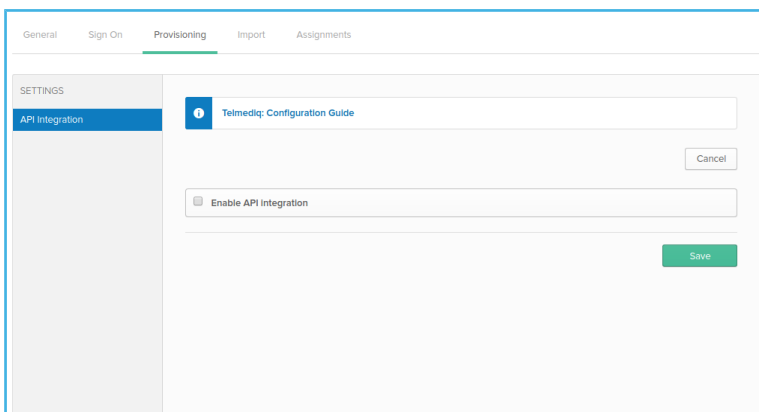 General Sign On Provisioning Import Assignments
SETTINGS
API Integration
Telmediq: Configuration Guide
Cancel
Enable API integration
Save